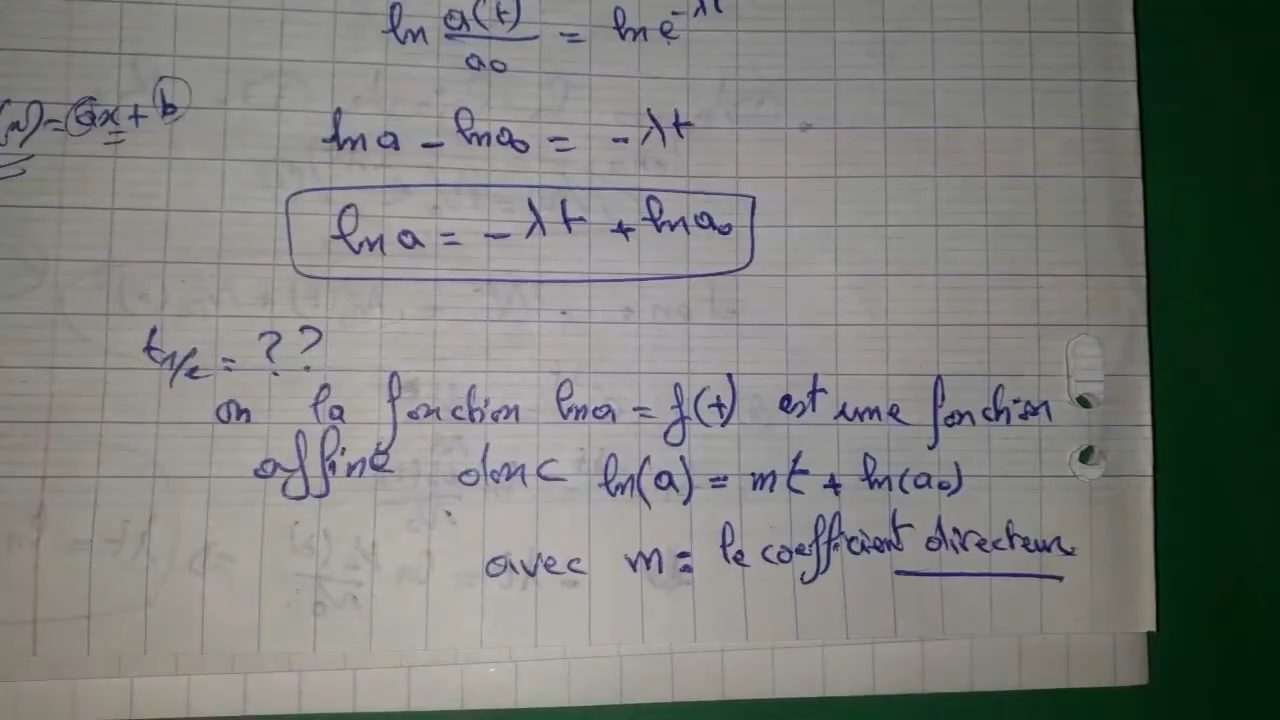 ln a(t)/a₀ = ln e^-λt
(x) = ax + b
ln a - ln a₀ = - λt
ln a = - λt + ln a₀
t1/2 = ??
on la fonction ln a = f(t) est une fonction
affine donc ln(a) = mt + ln(a₀)
avec m = le coefficient directeur